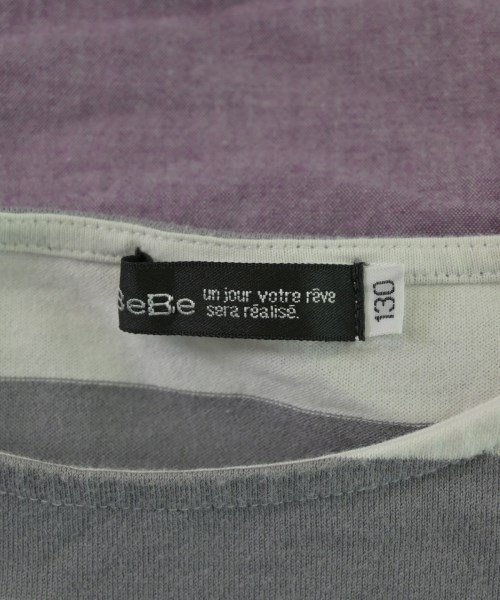 BeBe
un jour votre rêve
sera réalisé.
130